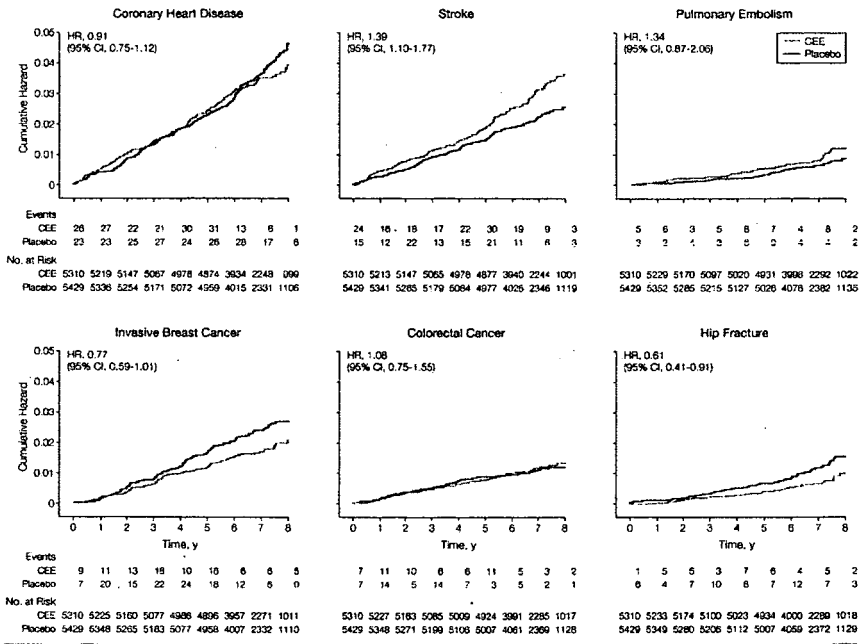 Coronary Heart Disease Stroke Pulmonary Embolism
HR, 0.91 HR, 1.39 HR, 1.34
(95% CI, 0.75-1.12) (95% CI, 1.10-1.77) (95% CI, 0.87-2.06)
CEE
Placebo
Cumulative Hazard
0.05
0.04
0.03
0.02
0.01
0
Events
CEE 26 27 22 21 30 31 13 6 1 24 16 18 17 22 30 19 9 3 5 6 3 5 8 7 4 8 2
Placebo 23 23 25 27 24 26 28 17 6 15 12 22 13 15 21 11 6 3
No. at Risk
CEE 5310 5219 5147 5067 4978 4874 3934 2248 999 5310 5213 5147 5065 4978 4877 3940 2244 1001 5310 5229 5170 5097 5020 4931 3998 2292 1022
Placebo 5429 5336 5254 5171 5072 4959 4015 2331 1106 5429 5341 5265 5179 5084 4977 4026 2346 1119 5429 5352 5285 5215 5127 5026 4078 2382 1135
Invasive Breast Cancer Colorectal Cancer Hip Fracture
HR, 0.77 HR, 1.08 HR, 0.61
(95% CI, 0.59-1.01) (95% CI, 0.75-1.55) (95% CI, 0.41-0.91)
Cumulative Hazard
0.05
0.04
0.03
0.02
0.01
0
0 1 2 3 4 5 6 7 8 0 1 2 3 4 5 6 7 8 0 1 2 3 4 5 6 7 8
Time, y Time, y Time, y
Events
CEE 9 11 13 18 10 16 6 6 5 7 11 10 6 6 11 5 3 2 1 5 5 3 7 6 4 5 2
Placebo 7 20 15 22 24 18 12 6 0 7 14 5 14 7 3 5 2 1 6 4 7 10 8 7 12 7 3
No. at Risk
CEE 5310 5225 5160 5077 4986 4896 3957 2271 1011 5310 5227 5163 5085 5009 4924 3991 2285 1017 5310 5233 5174 5100 5023 4934 4000 2289 1018
Placebo 5429 5348 5265 5183 5077 4958 4007 2332 1110 5429 5348 5271 5199 5106 5007 4061 2369 1128 5429 5349 5280 5206 5112 5007 4059 2372 1129